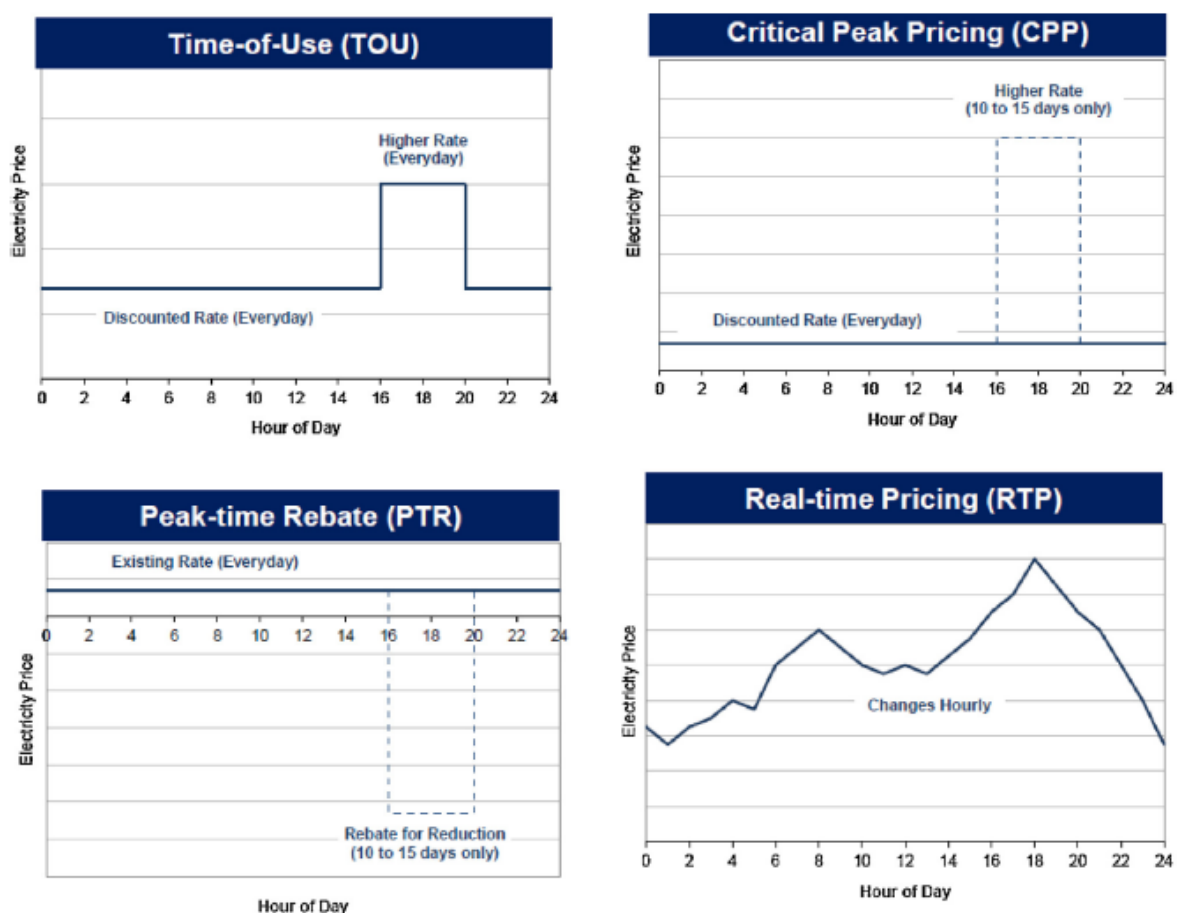 Time-of-Use (TOU)
Electricity Price
Higher Rate
(Everyday)
Discounted Rate (Everyday)
0 2 4 6 8 10 12 14 16 18 20 22 24
Hour of Day
Critical Peak Pricing (CPP)
Electricity Price
Higher Rate
(10 to 15 days only)
Discounted Rate (Everyday)
0 2 4 6 8 10 12 14 16 18 20 22 24
Hour of Day
Peak-time Rebate (PTR)
Existing Rate (Everyday)
0 2 4 6 8 10 12 14 16 18 20 22 24
Electricity Price
Rebate for Reduction
(10 to 15 days only)
Hour of Day
Real-time Pricing (RTP)
Electricity Price
Changes Hourly
0 2 4 6 8 10 12 14 16 18 20 22 24
Hour of Day